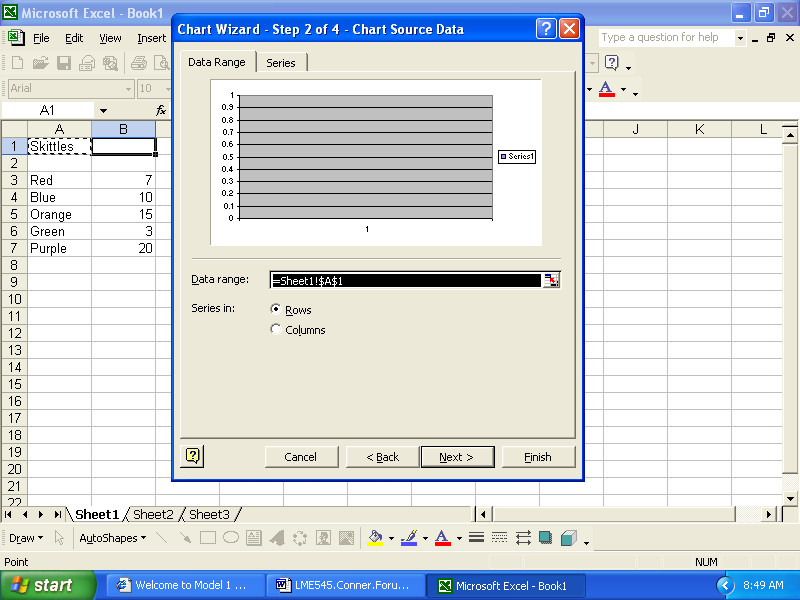 Microsoft Excel - Book1
File Edit View Insert
Type a question for help
Arial 10
A1 fx
A B J K L
Chart Wizard - Step 2 of 4 - Chart Source Data
Data Range Series
1
0.9
0.8
0.7
0.6
0.5
0.4
0.3
0.2
0.1
0
1
Series1
Data range: =Sheet1!$A$1
Series in: Rows
Columns
Cancel < Back Next > Finish
1 Skittles
2
3 Red 7
4 Blue 10
5 Orange 15
6 Green 3
7 Purple 20
8
9
10
11
12
13
14
15
16
17
18
19
20
21
22
Sheet1 Sheet2 Sheet3
Draw AutoShapes
Point NUM
start Welcome to Model 1 ... LME545.Conner.Foru... Microsoft Excel - Book1 8:49 AM